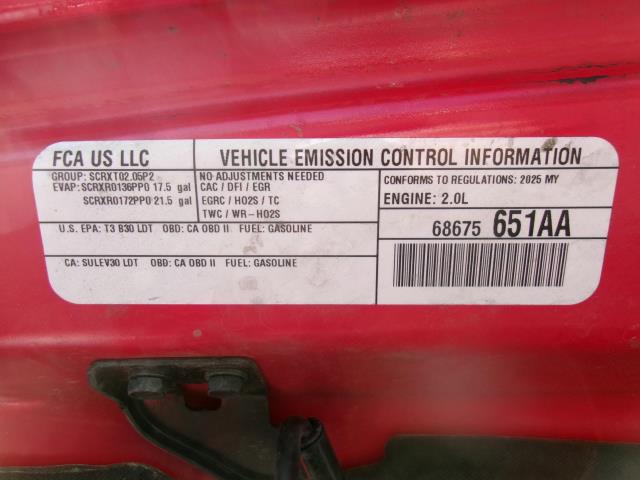 FCA US LLC
VEHICLE EMISSION CONTROL INFORMATION
GROUP: SCRXT02.05P2
EVAP: SCRXR0136PP0 17.5 gal
SCRXR0172PP0 21.5 gal
NO ADJUSTMENTS NEEDED
CAC / DFI / EGR
EGRC / HO2S / TC
TWC / WR-HO2S
CONFORMS TO REGULATIONS: 2025 MY
ENGINE: 2.0L
U.S. EPA: T3 B30 LDT OBD: CA OBD II FUEL: GASOLINE
68675 651AA
CA: SULEV30 LDT OBD: CA OBD II FUEL: GASOLINE